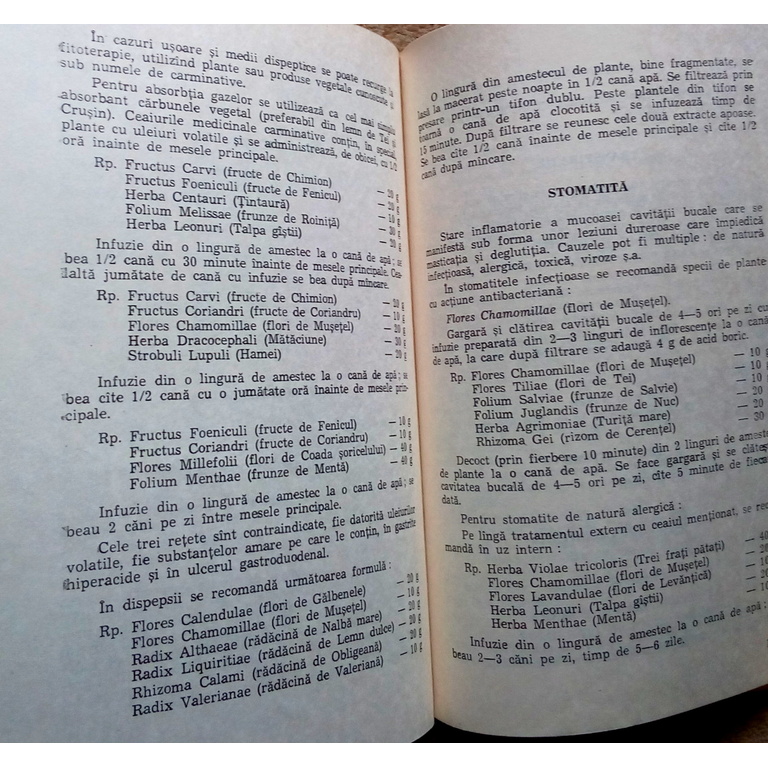 În cazuri ușoare și medii dispeptice se poate recurge la
fitoterapie, utilizind plante sau produse vegetale cunoscute
sub numele de carminative.
Pentru absorbția gazelor se utilizează ca cel mai simplu
absorbant cărbunele vegetal (preferabil din lemn de Tei
Crușin). Ceaiurile medicinale carminative conțin, în special,
plante cu uleiuri volatile și se administrează, de obicei, cu 1/2
oră înainte de mesele principale.
Rp. Fructus Carvi (fructe de Chimion) — 20 g
Fructus Foeniculi (fructe de Fenicul) — 20 g
Herba Centauri (Țintaură) — 10 g
Folium Melissae (frunze de Roiniță) — 30 g
Herba Leonuri (Talpa gîștii) — 20 g
Infuzie din o lingură de amestec la o cană de apă; se
bea 1/2 cană cu 30 minute înainte de mesele principale. Cea-
laltă jumătate de cană cu infuzie se bea după mîncare.
Rp. Fructus Carvi (fructe de Chimion) — 20 g
Fructus Coriandri (fructe de Coriandru) — 10 g
Flores Chamomillae (flori de Mușețel) — 20 g
Herba Dracocephali (Mătăciune) — 30 g
Strobuli Lupuli (Hamei) — 20 g
Infuzie din o lingură de amestec la o cană de apă; se
bea cîte 1/2 cană cu o jumătate oră înainte de mesele prin-
cipale.
Rp. Fructus Foeniculi (fructe de Fenicul) — 10 g
Fructus Coriandri (fructe de Coriandru) — 10 g
Flores Millefolii (flori de Coada șoricelului) — 40 g
Folium Menthae (frunze de Mentă) — 40 g
Infuzie din o lingură de amestec la o cană de apă; se
beau 2 căni pe zi între mesele principale.
Cele trei rețete sînt contraindicate, fie datorită uleiurilor
volatile, fie substanțelor amare pe care le conțin, în gastrite
hiperacide și în ulcerul gastroduodenal.
În dispepsii se recomandă următoarea formulă:
Rp. Flores Calendulae (flori de Gălbenele) — 20 g
Flores Chamomillae (flori de Mușețel) — 10 g
Radix Althaeae (rădăcină de Nalbă mare) — 20 g
Radix Liquiritiae (rădăcină de Lemn dulce) — 20 g
Rhizoma Calami (rădăcină de Obligeană) — 20 g
Radix Valerianae (rădăcină de Valeriană) — 10 g
O lingură din amestecul de plante, bine fragmentate, se
lasă la macerat peste noapte în 1/2 cană apă. Se filtrează prin
presare printr-un tifon dublu. Peste plantele din tifon se
toarnă o cană de apă clocotită și se infuzează timp de
15 minute. După filtrare se reunesc cele două extracte apoase.
Se bea cîte 1/2 cană înainte de mesele principale și cîte 1/2
cană după mîncare.
STOMATITĂ
Stare inflamatorie a mucoasei cavității bucale care se
manifestă sub forma unor leziuni dureroase care împiedică
masticația și deglutiția. Cauzele pot fi multiple: de natură
infecțioasă, alergică, toxică, viroze ș.a.
În stomatitele infecțioase se recomandă specii de plante
cu acțiune antibacteriană:
Flores Chamomillae (flori de Mușețel).
Gargară și clătirea cavității bucale de 4—5 ori pe zi cu
infuzie preparată din 2—3 linguri de inflorescențe la o cană
de apă, la care după filtrare se adaugă 4 g de acid boric.
Rp. Flores Chamomillae (flori de Mușețel) — 10 g
Flores Tiliae (flori de Tei) — 10 g
Folium Salviae (frunze de Salvie) — 10 g
Folium Juglandis (frunze de Nuc) — 20
Herba Agrimoniae (Turiță mare) — 20
Rhizoma Gei (rizom de Cerențel) — 30
Decoct (prin fierbere 10 minute) din 2 linguri de ameste
de plante la o cană de apă. Se face gargară și se clăteș
cavitatea bucală de 4—5 ori pe zi, cîte 5 minute de fieca
dată.
Pentru stomatite de natură alergică:
Pe lîngă tratamentul extern cu ceaiul menționat, se rec
mandă în uz intern:
Rp. Herba Violae tricoloris (Trei frați pătați) — 40
Flores Chamomillae (flori de Mușețel) — 20
Flores Lavandulae (flori de Levănțică) — 10
Herba Leonuri (Talpa gîștii) — 20
Herba Menthae (Mentă) — 10
Infuzie din o lingură de amestec la o cană de apă;
beau 2—3 căni pe zi, timp de 5—6 zile.